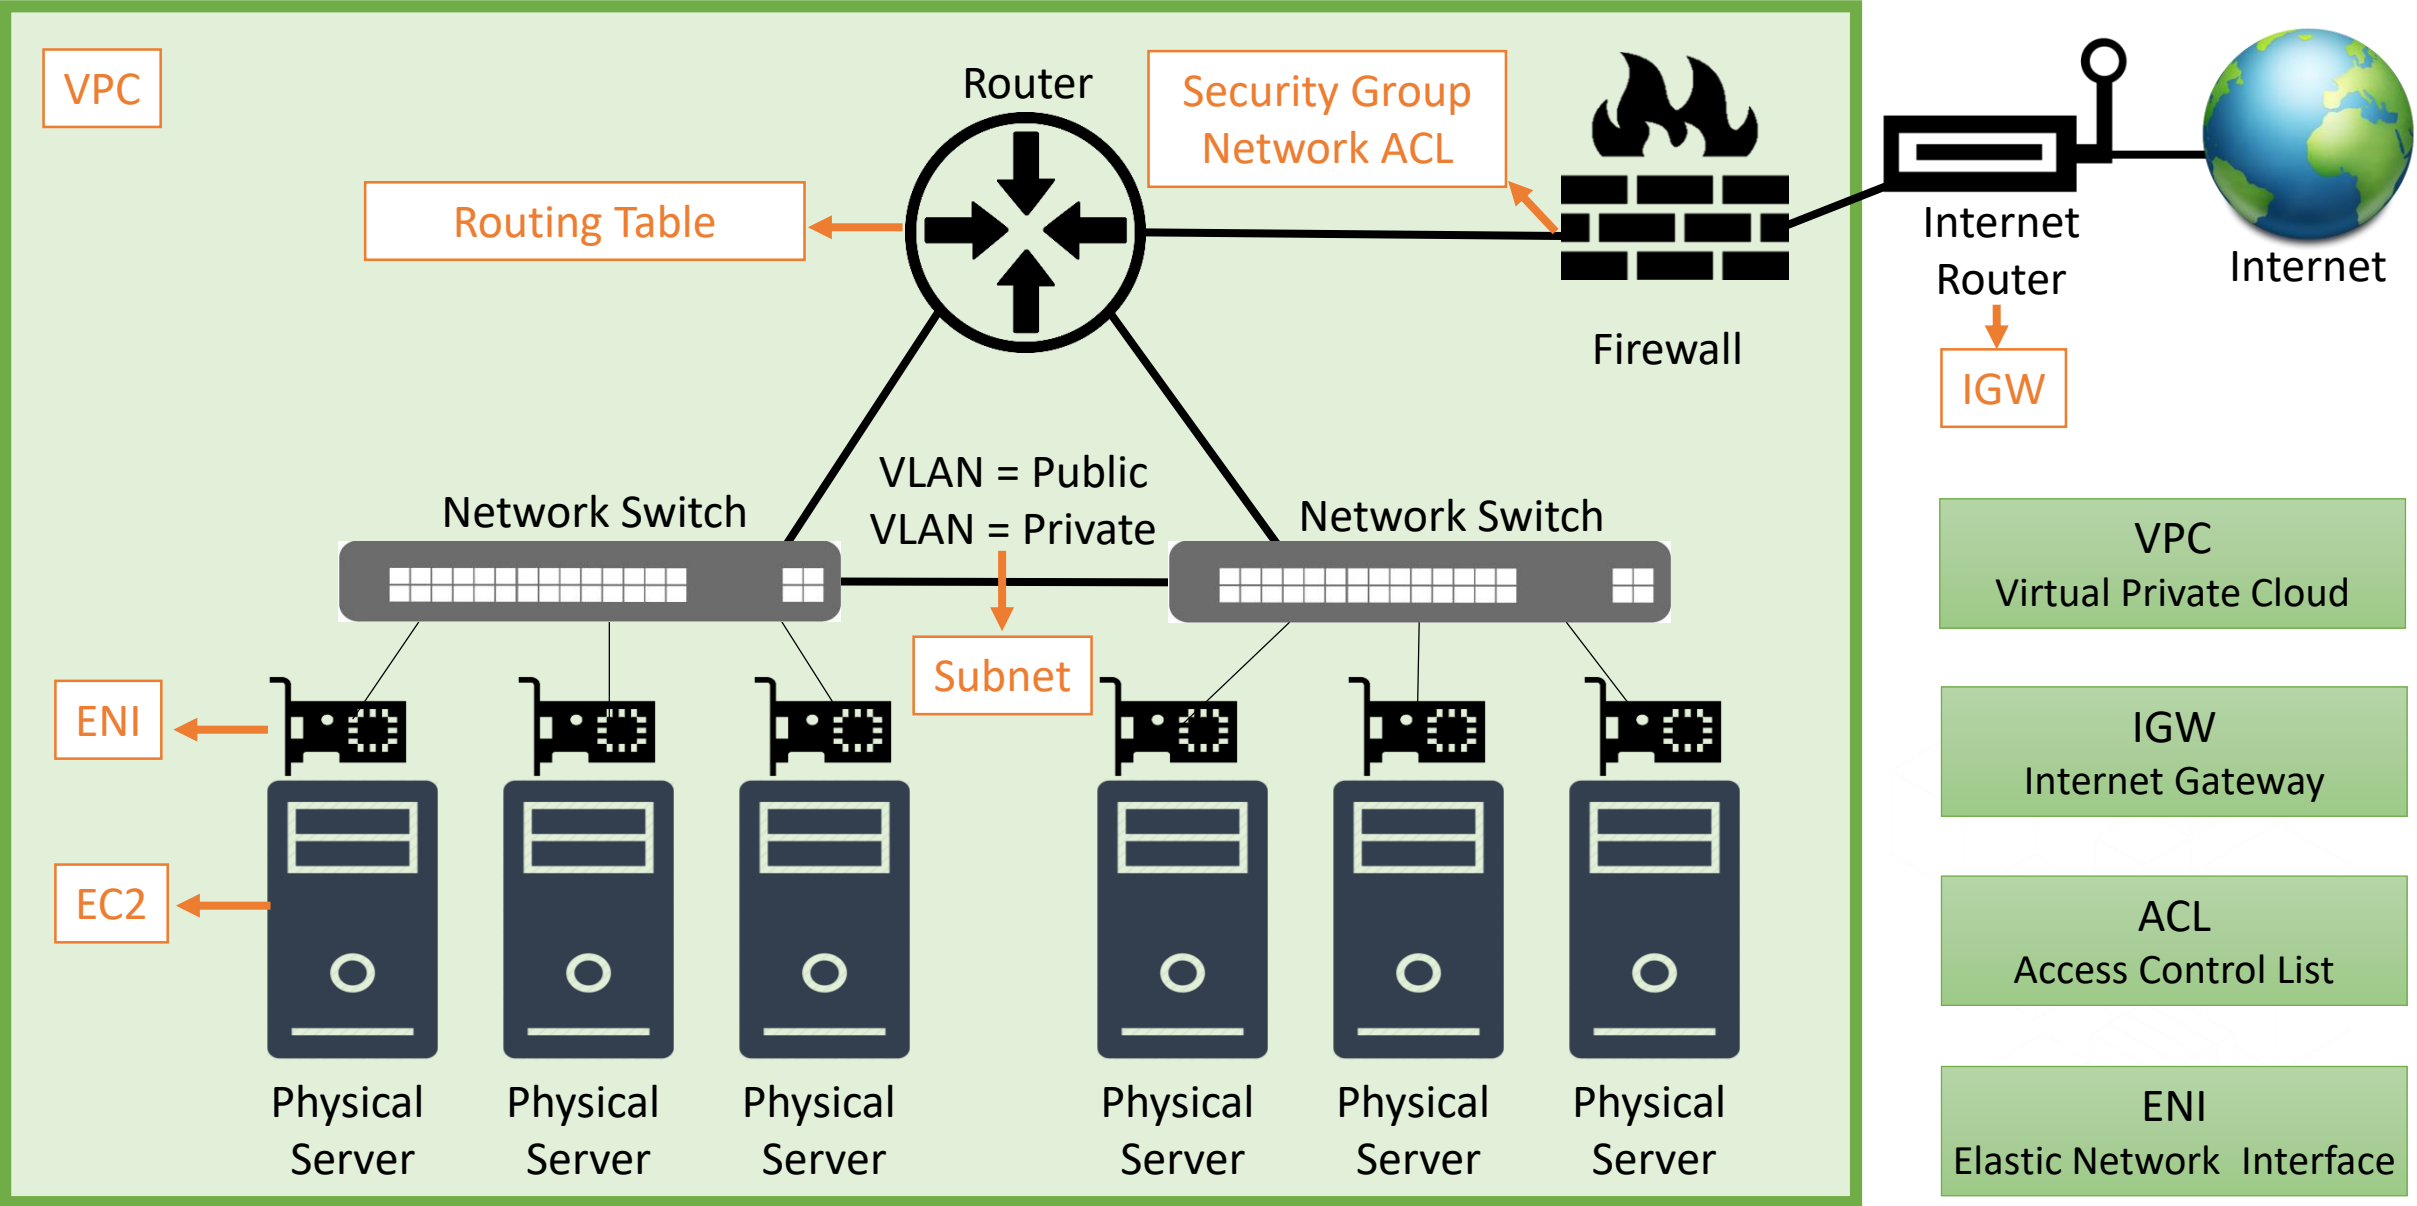 VPC
Router
Security Group
Network ACL
Routing Table
Internet
Router
Internet
Firewall
IGW
VLAN = Public
VLAN = Private
Network Switch
Network Switch
Subnet
ENI
EC2
Physical
Server
Physical
Server
Physical
Server
Physical
Server
Physical
Server
Physical
Server
VPC
Virtual Private Cloud
IGW
Internet Gateway
ACL
Access Control List
ENI
Elastic Network  Interface